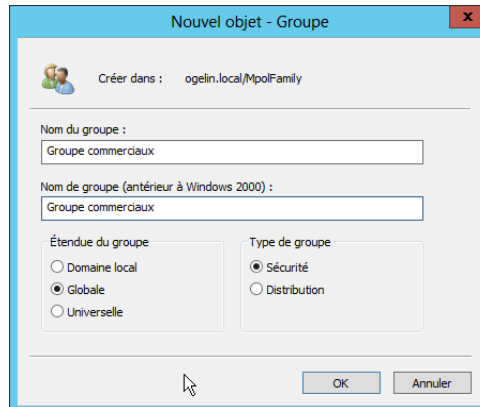 Nouvel objet - Groupe
x
Créer dans : ogelin.local/MpolFamily
Nom du groupe :
Groupe commerciaux
Nom de groupe (antérieur à Windows 2000) :
Groupe commerciaux
Étendue du groupe
Domaine local
Globale
Universelle
Type de groupe
Sécurité
Distribution
OK
Annuler